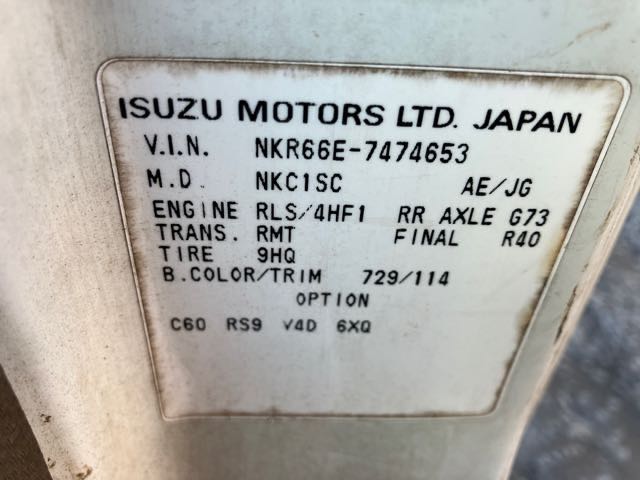 ISUZU MOTORS LTD. JAPAN
V.I.N. NKR66E-7474653
M.D. NKC1SC AE/JG
ENGINE RLS/4HF1 RR AXLE G73
TRANS. RMT FINAL R40
TIRE 9HQ
B.COLOR/TRIM 729/114
OPTION
C60 RS9 V4D 6XQ